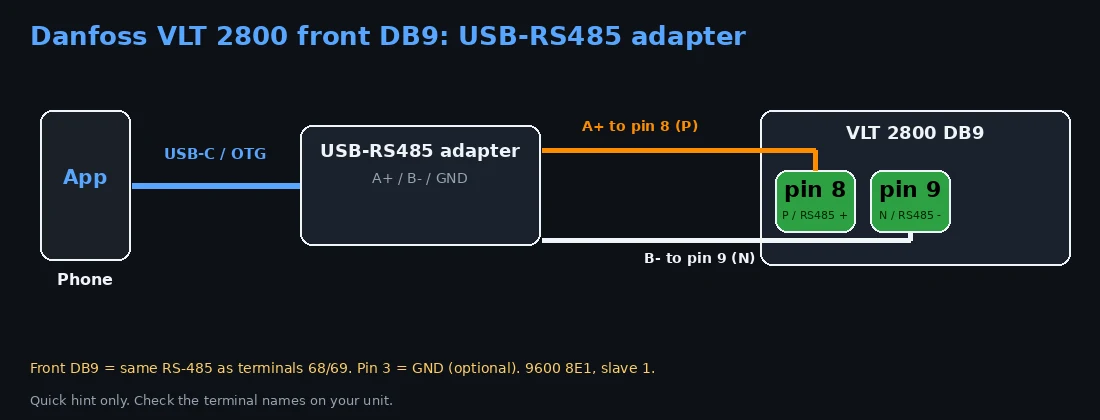 Danfoss VLT 2800 front DB9: USB-RS485 adapter
App
Phone
USB-C / OTG
USB-RS485 adapter
A+ / B- / GND
A+ to pin 8 (P)
B- to pin 9 (N)
VLT 2800 DB9
pin 8
P / RS485 +
pin 9
N / RS485 -
Front DB9 = same RS-485 as terminals 68/69. Pin 3 = GND (optional). 9600 8E1, slave 1.
Quick hint only. Check the terminal names on your unit.